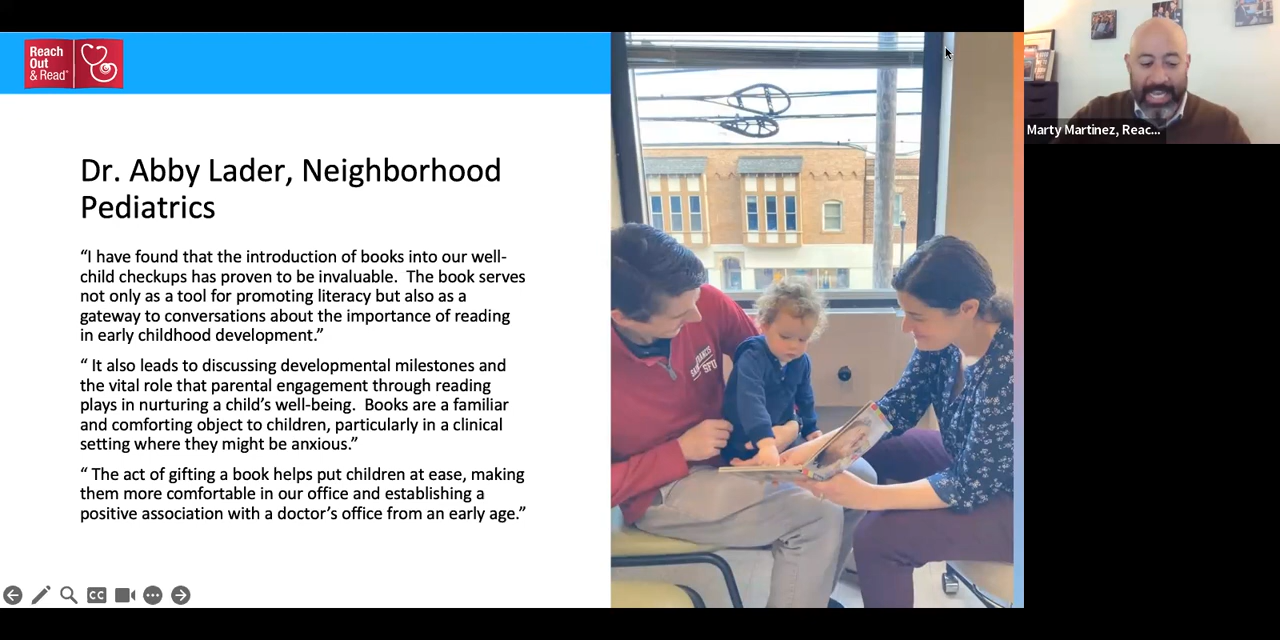 Reach
Out
& Read®
Dr. Abby Lader, Neighborhood
Pediatrics
“I have found that the introduction of books into our well-
child checkups has proven to be invaluable.  The book serves
not only as a tool for promoting literacy but also as a
gateway to conversations about the importance of reading
in early childhood development.”
“ It also leads to discussing developmental milestones and
the vital role that parental engagement through reading
plays in nurturing a child’s well-being.  Books are a familiar
and comforting object to children, particularly in a clinical
setting where they might be anxious.”
“ The act of gifting a book helps put children at ease, making
them more comfortable in our office and establishing a
positive association with a doctor’s office from an early age.”
SFU
CC
Marty Martinez, Reac...